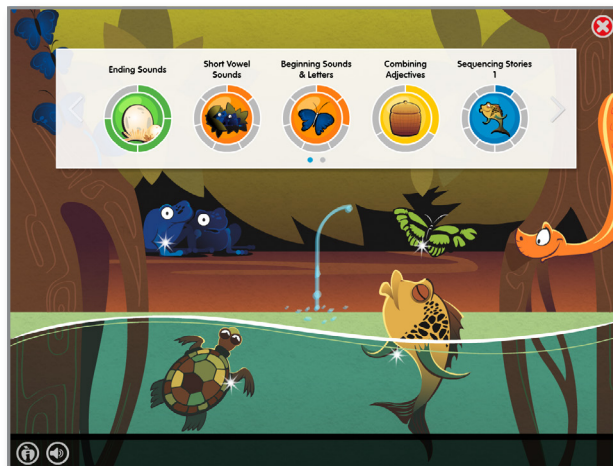 Ending Sounds
Short Vowel
Sounds
Beginning Sounds
& Letters
Combining
Adjectives
Sequencing Stories
1